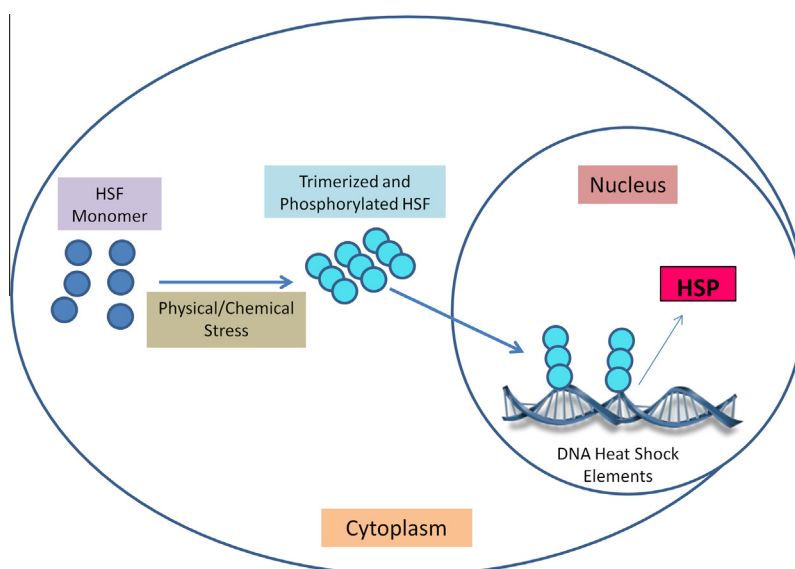 HSF
Monomer
Trimerized and
Phosphorylated HSF
Nucleus
Physical/Chemical
Stress
HSP
DNA Heat Shock
Elements
Cytoplasm